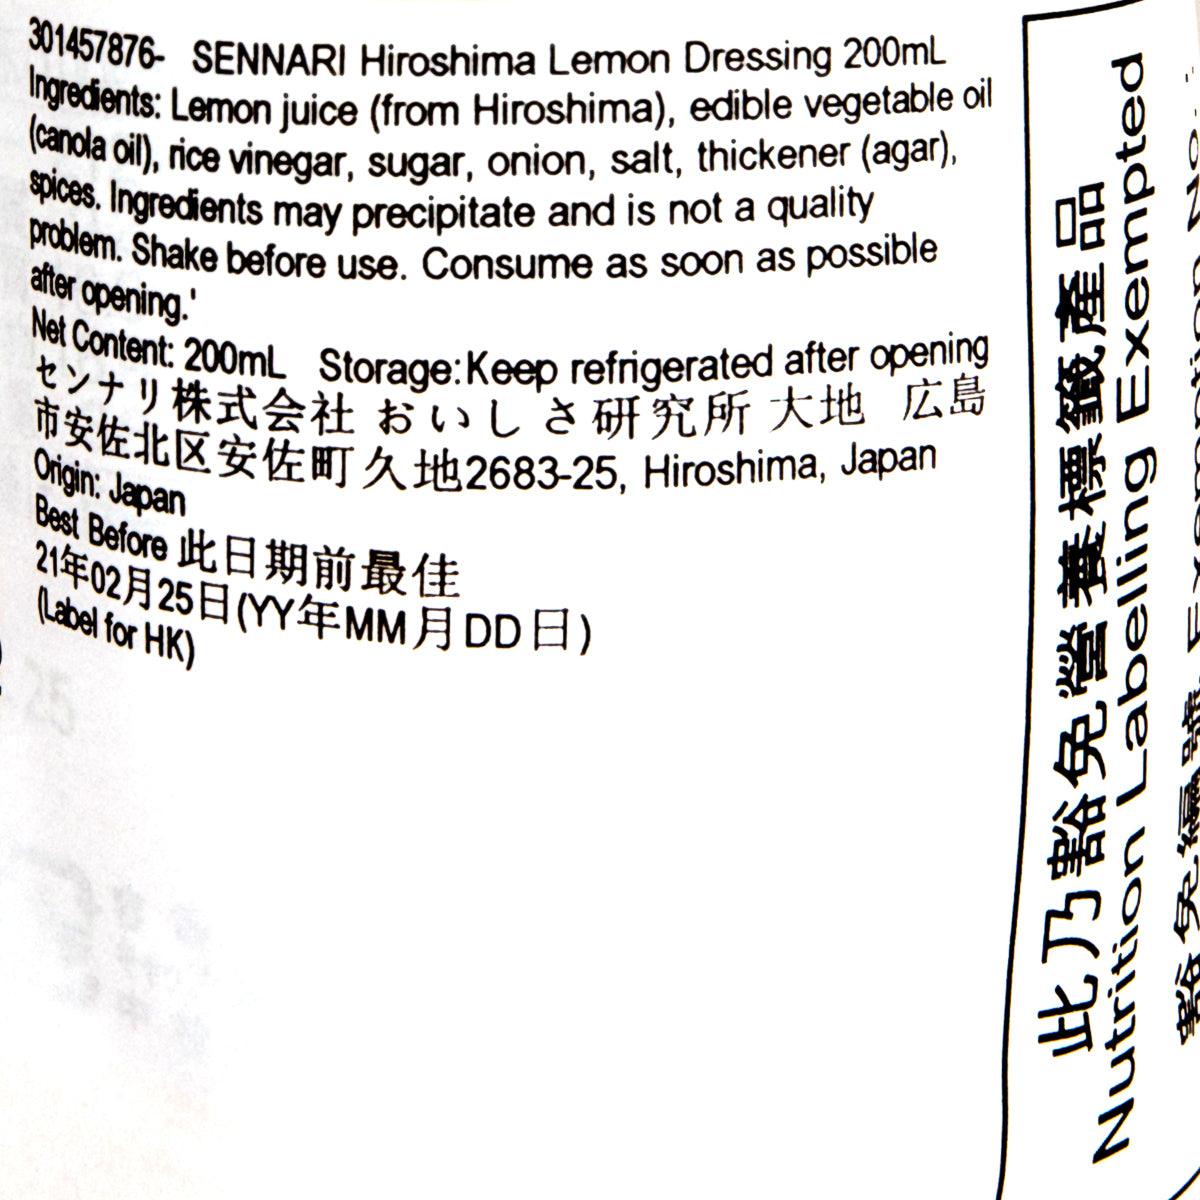 301457876- SENNARI Hiroshima Lemon Dressing 200mL
Ingredients: Lemon juice (from Hiroshima), edible vegetable oil
(canola oil), rice vinegar, sugar, onion, salt, thickener (agar),
spices. Ingredients may precipitate and is not a quality
problem. Shake before use. Consume as soon as possible
after opening.'
Net Content: 200mL Storage:Keep refrigerated after opening
センナリ株式会社 おいしさ研究所 大地 広島
市安佐北区安佐町久地2683-25, Hiroshima, Japan
Origin: Japan
Best Before 此日期前最佳
21年02月25日(YY年MM月DD日)
(Label for HK)
此乃豁免營養標籤產品
Nutrition Labelling Exempted
豁免編號